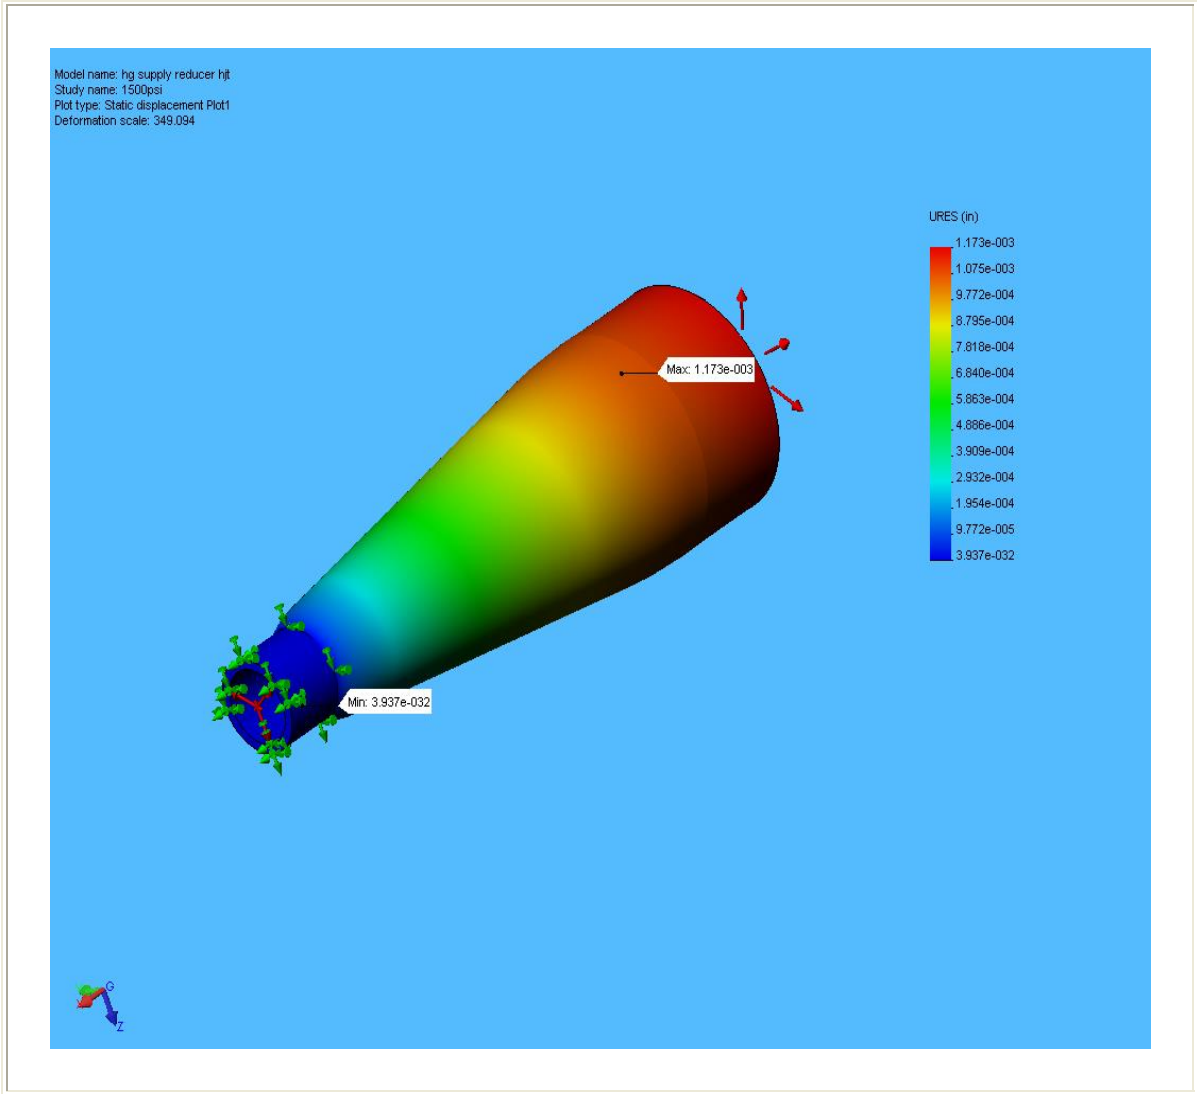 Model name: hg supply reducer hjt
Study name: 1500psi
Plot type: Static displacement Plot1
Deformation scale: 349.094
URES (in)
1.173e-003
1.075e-003
9.772e-004
8.795e-004
7.818e-004
6.840e-004
5.863e-004
4.886e-004
3.909e-004
2.932e-004
1.954e-004
9.772e-005
3.937e-032
Max: 1.173e-003
Min: 3.937e-032
G
Z